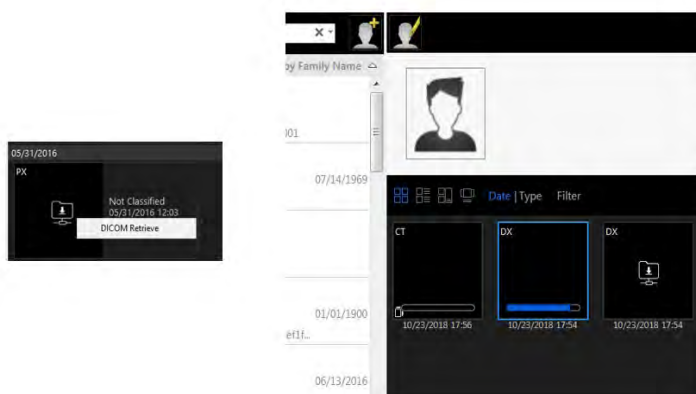 05/31/2016
PX
Not Classified
05/31/2016 12:03
DICOM Retrieve
by Family Name
001
07/14/1969
01/01/1900
ef1f...
06/13/2016
Date | Type Filter
CT
DX
DX
10/23/2018 17:56
10/23/2018 17:54
10/23/2018 17:54